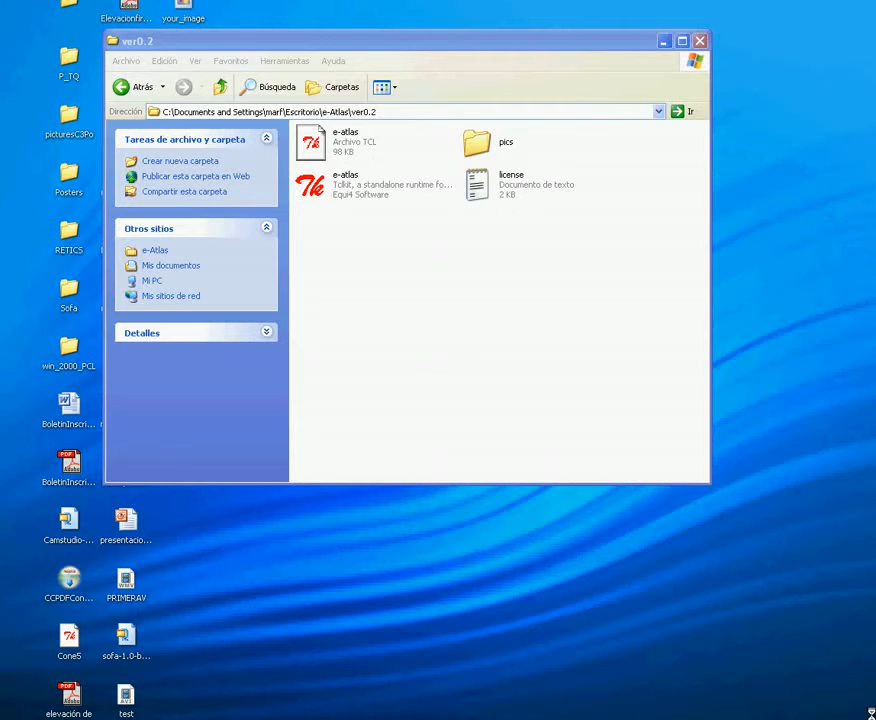 Elevacionfir...
your_image
P_TQ
picturesC3Po
Posters
RETICS
Sofa
win_2000_PCL
BoletinInscri...
BoletinInscri...
Camstudio-...
presentacio...
CCPDFCon...
PRIMERAV
Cone5
sofa-1.0-b...
elevación de
test
ver0.2
Archivo Edición Ver Favoritos Herramientas Ayuda
Atrás Búsqueda Carpetas
Dirección C:\Documents and Settings\marf\Escritorio\e-Atlas\ver0.2 Ir
Tareas de archivo y carpeta
Crear nueva carpeta
Publicar esta carpeta en Web
Compartir esta carpeta
Otros sitios
e-Atlas
Mis documentos
Mi PC
Mis sitios de red
Detalles
e-atlas
Archivo TCL
98 KB
pics
e-atlas
Tclkit, a standalone runtime fo...
Equi4 Software
license
Documento de texto
2 KB